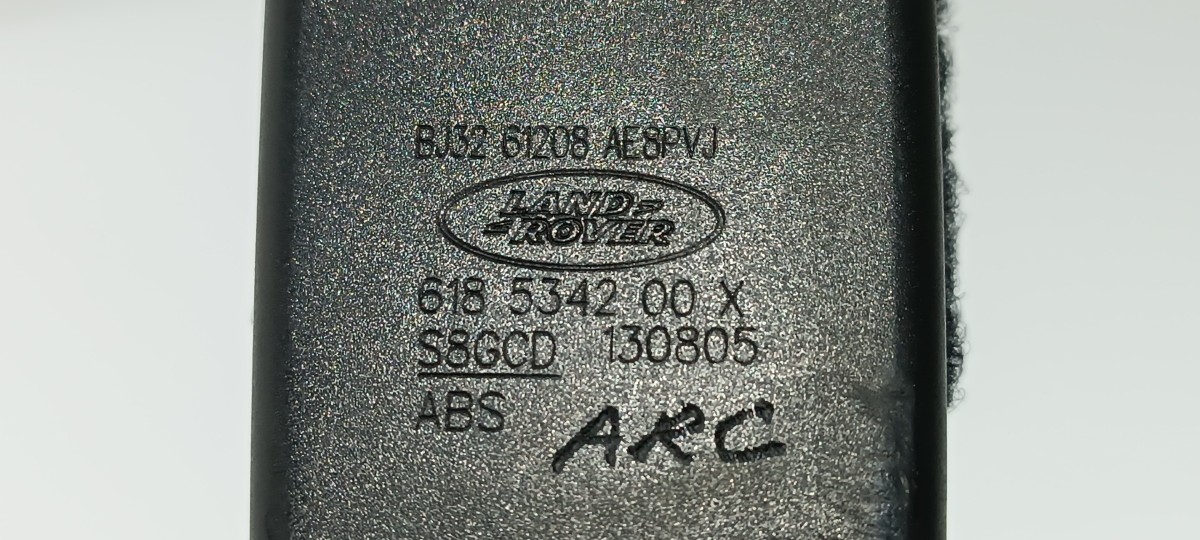 BJ32 61208 AE8PVJ
LAND-
-ROVER
618 5342 00 X
S8GCD 130805
ABS ARC